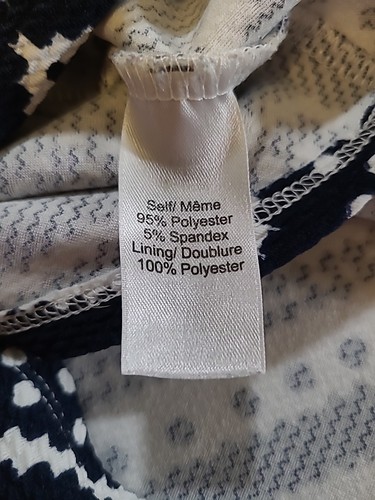 Self/ Même
95% Polyester
5% Spandex
Lining/ Doublure
100% Polyester